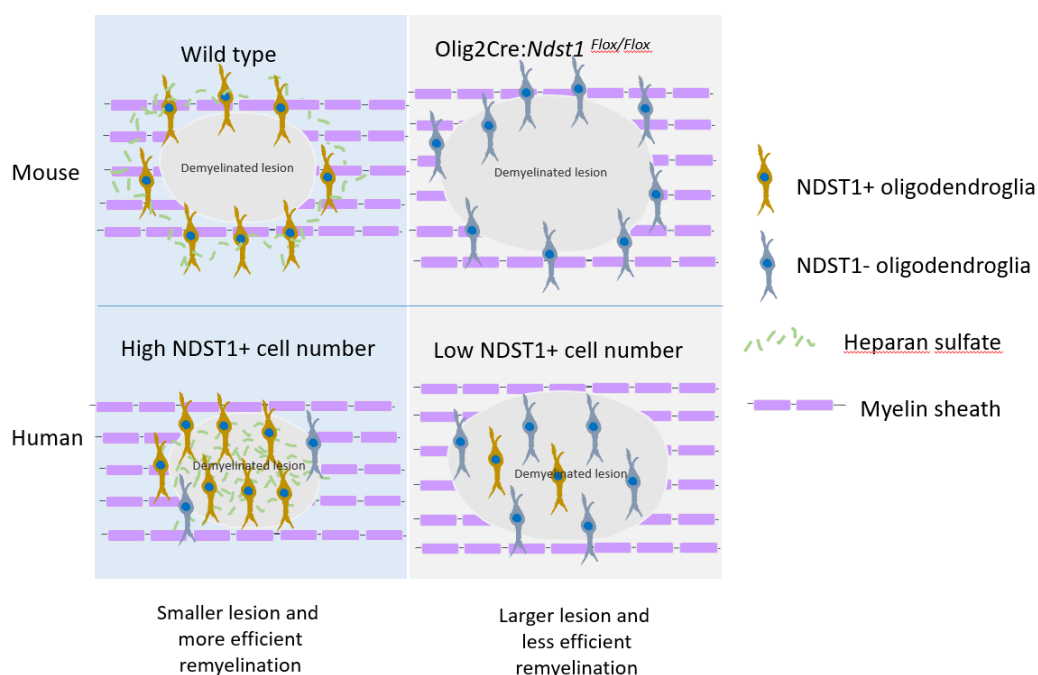 Wild type
Olig2Cre:Ndst1 Flox/Flox
Mouse
Demyelinated lesion
Demyelinated lesion
NDST1+ oligodendroglia
NDST1- oligodendroglia
High NDST1+ cell number
Low NDST1+ cell number
Heparan sulfate
Myelin sheath
Human
Demyelinated lesion
Demyelinated lesion
Smaller lesion and
more efficient
remyelination
Larger lesion and
less efficient
remyelination